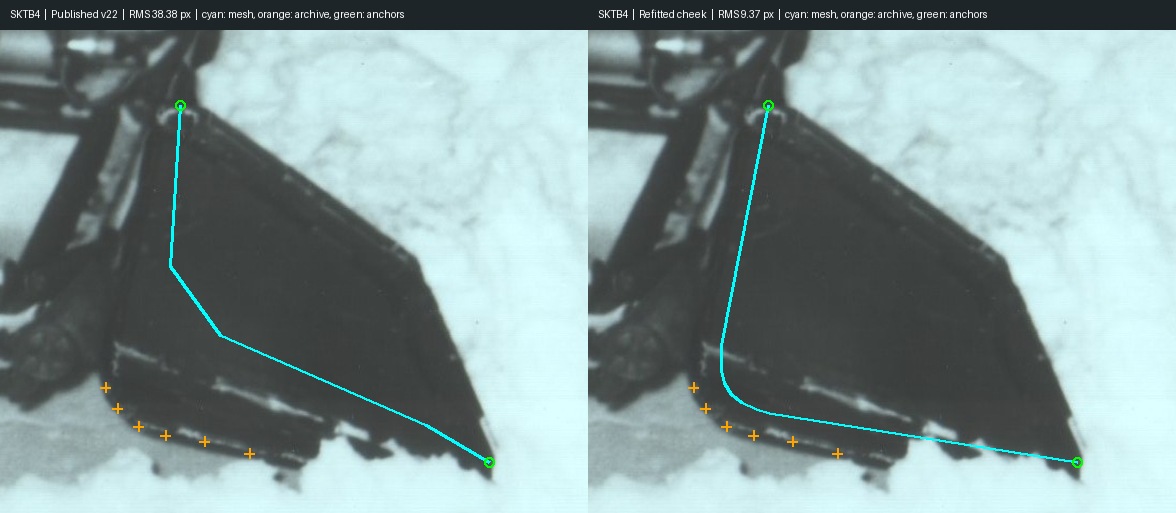 SKTB4 | Published v22 | RMS 38.38 px | cyan: mesh, orange: archive, green: anchors
SKTB4 | Refitted cheek | RMS 9.37 px | cyan: mesh, orange: archive, green: anchors